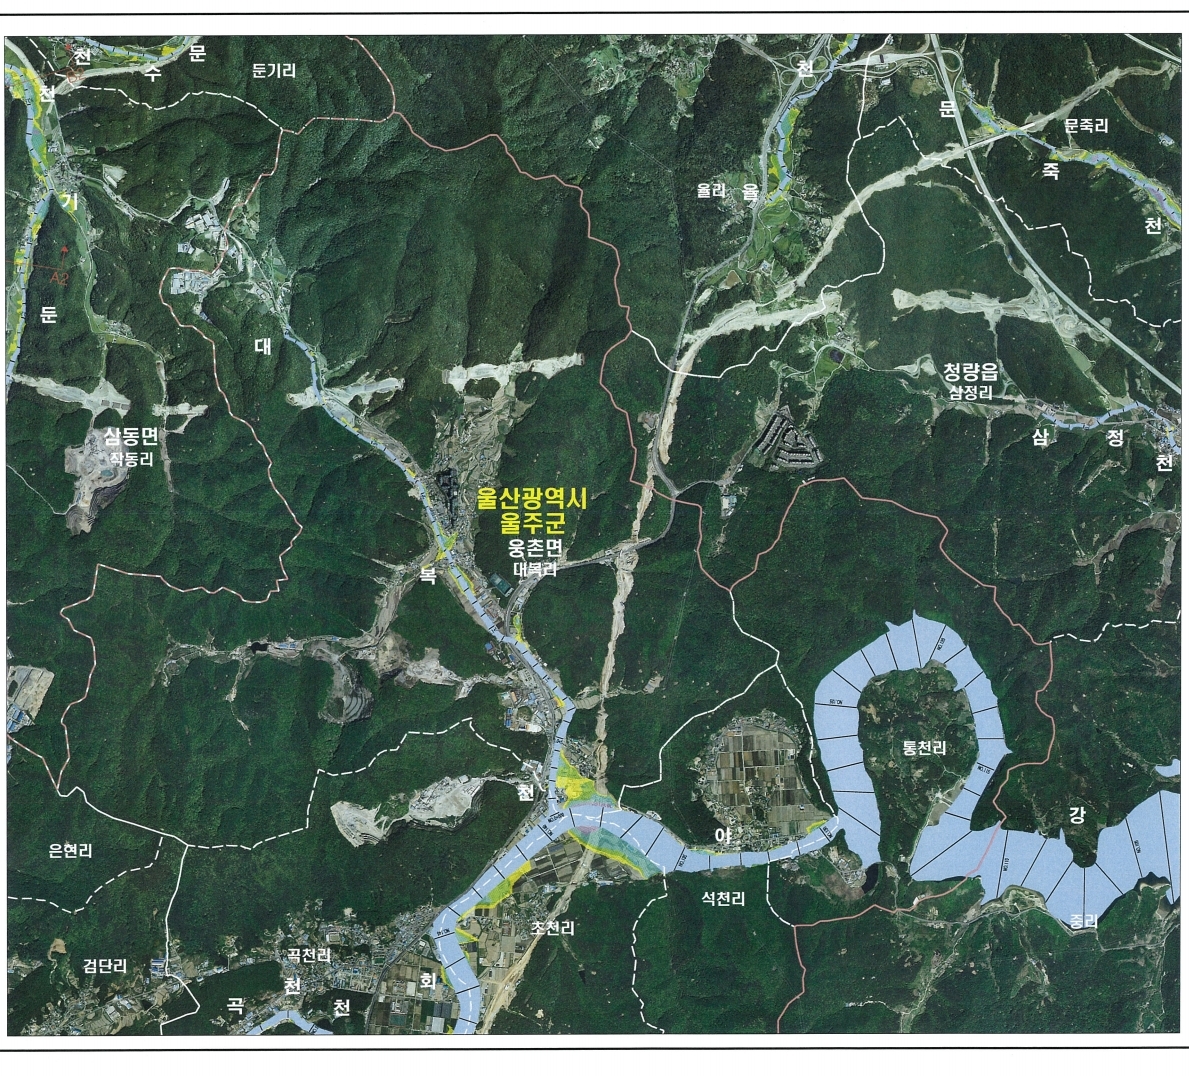 천
수
문
둔기리
천
천
문
문죽리
죽
천
율리
율
기
A2
둔
대
청량읍
삼정리
삼
정
천
삼동면
작동리
울산광역시
울주군
웅촌면
대복리
복
통천리
천
야
강
은현리
석천리
중리
초천리
곡천리
검단리
회
천
곡
천